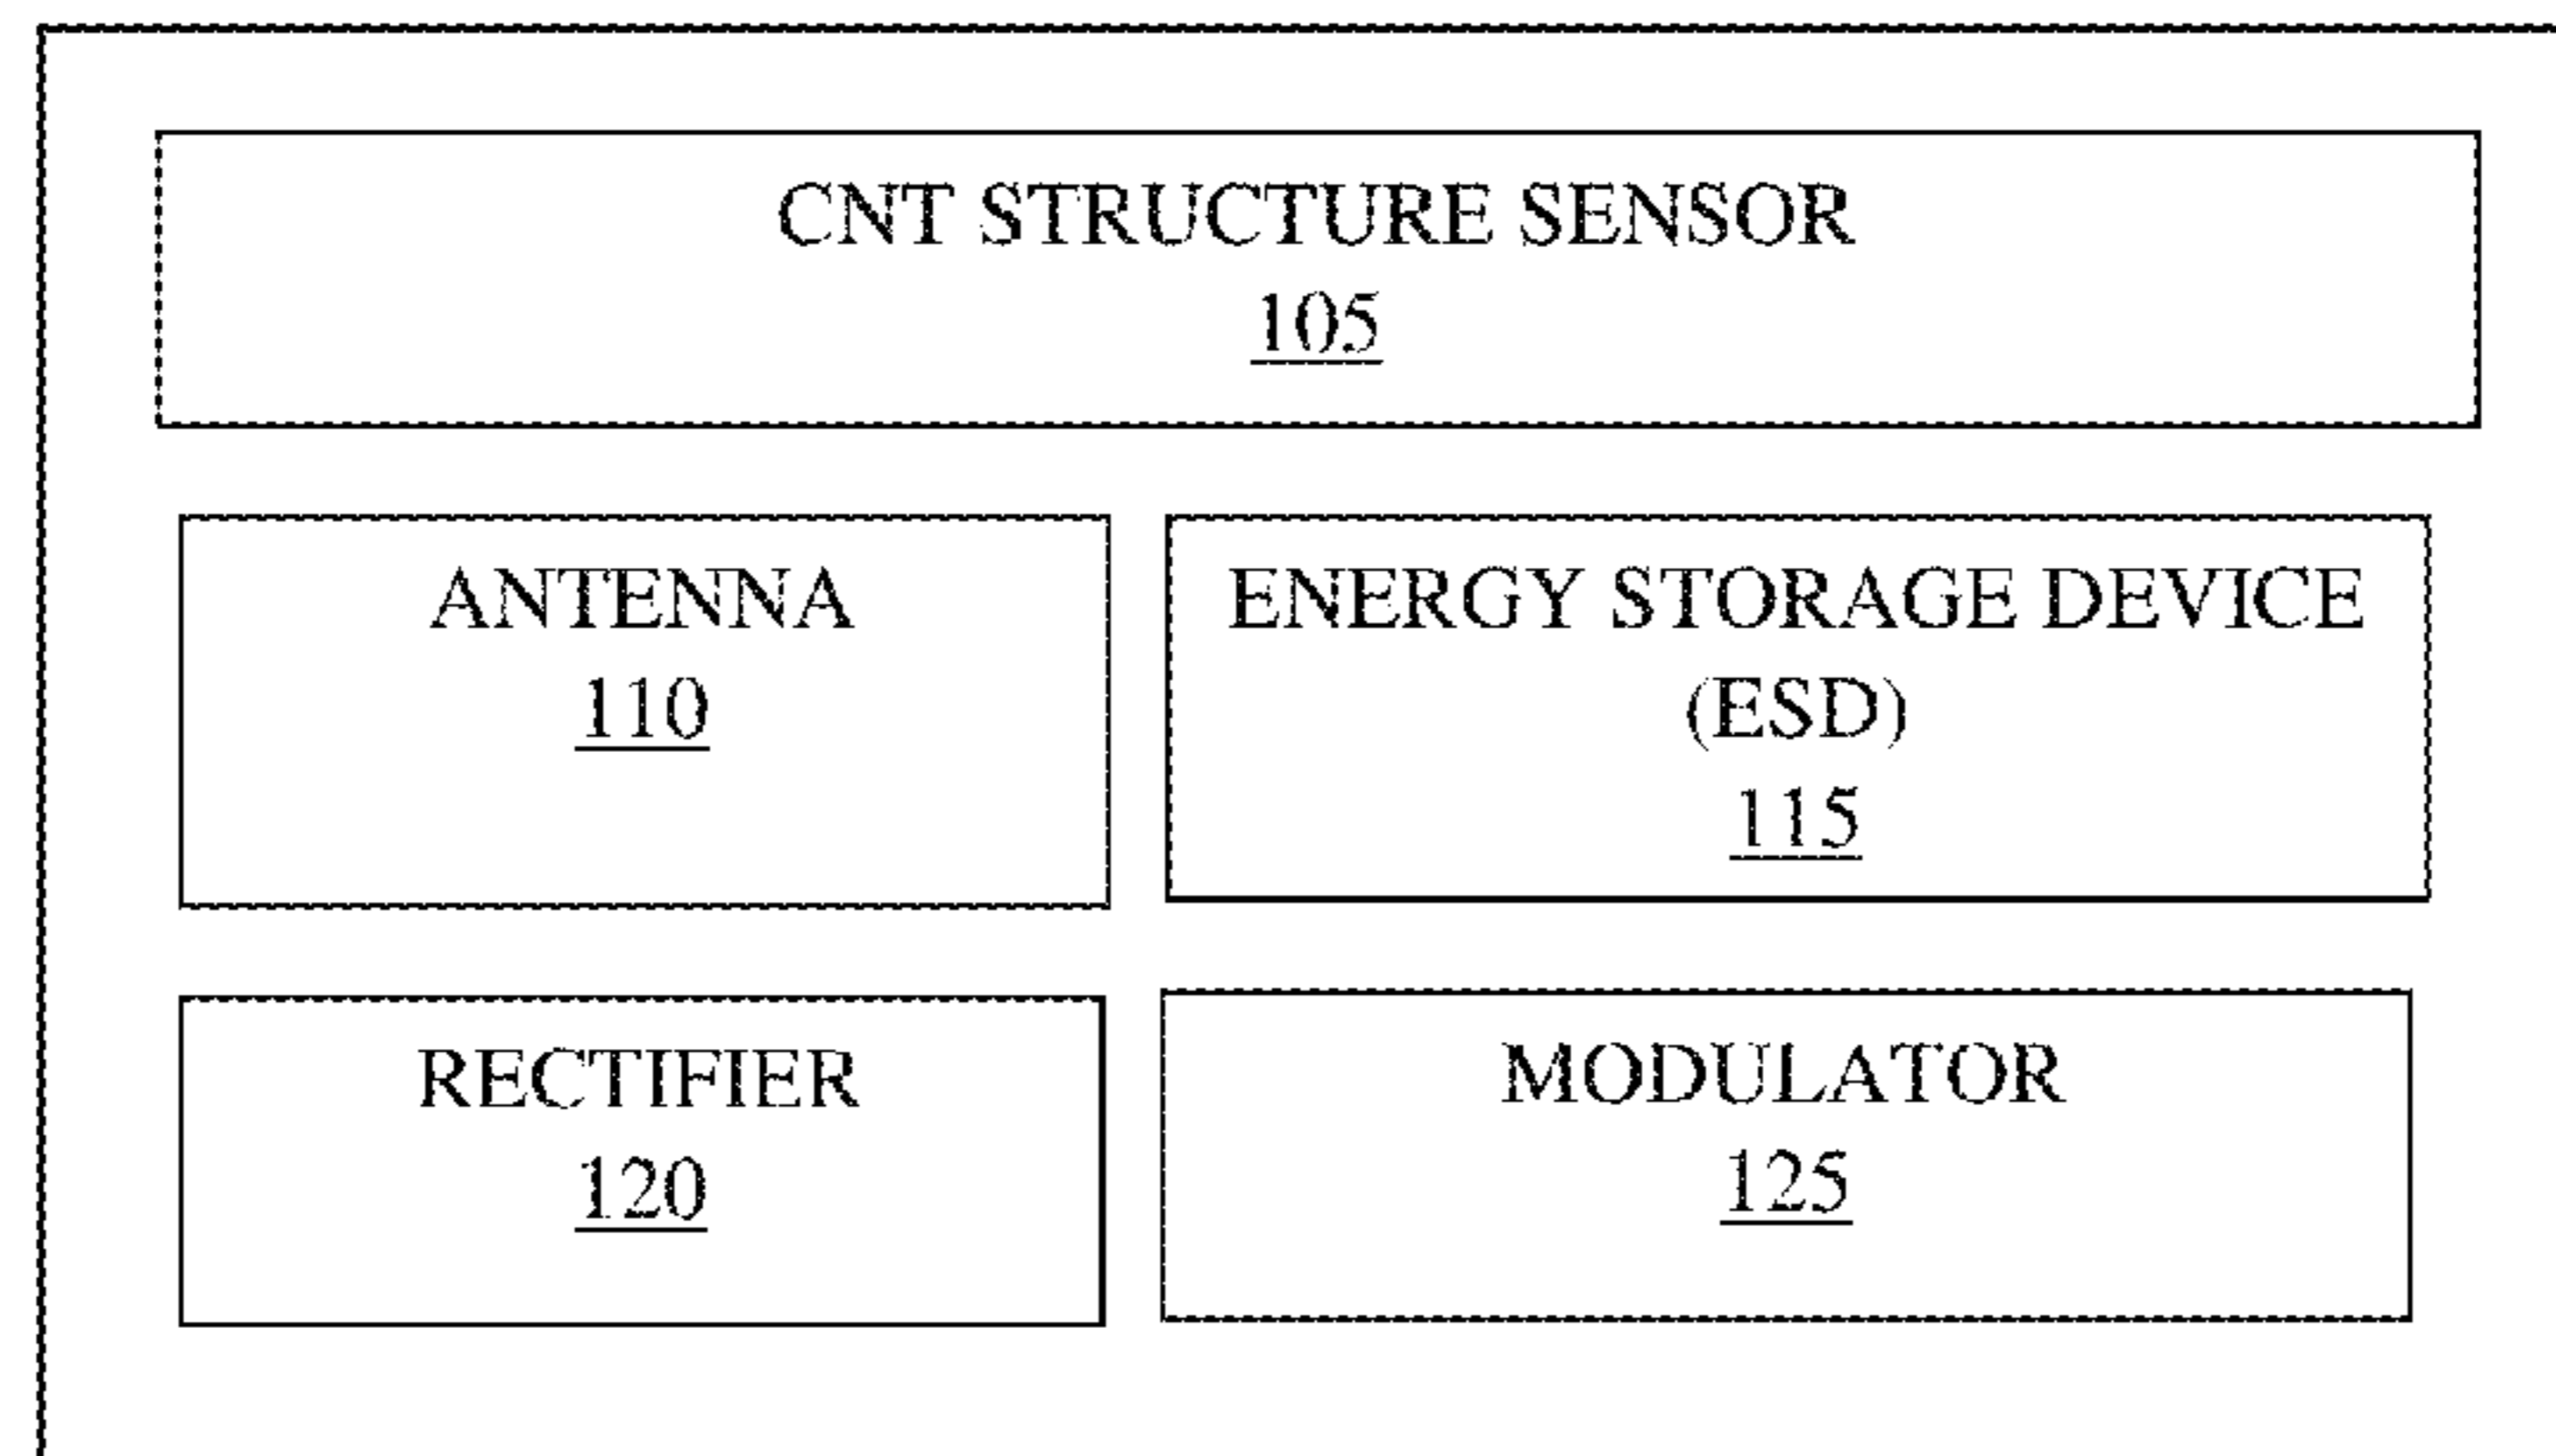 CNT STRUCTURE SENSOR
105
ANTENNA
110
ENERGY STORAGE DEVICE
(ESD)
115
RECTIFIER
120
MODULATOR
125